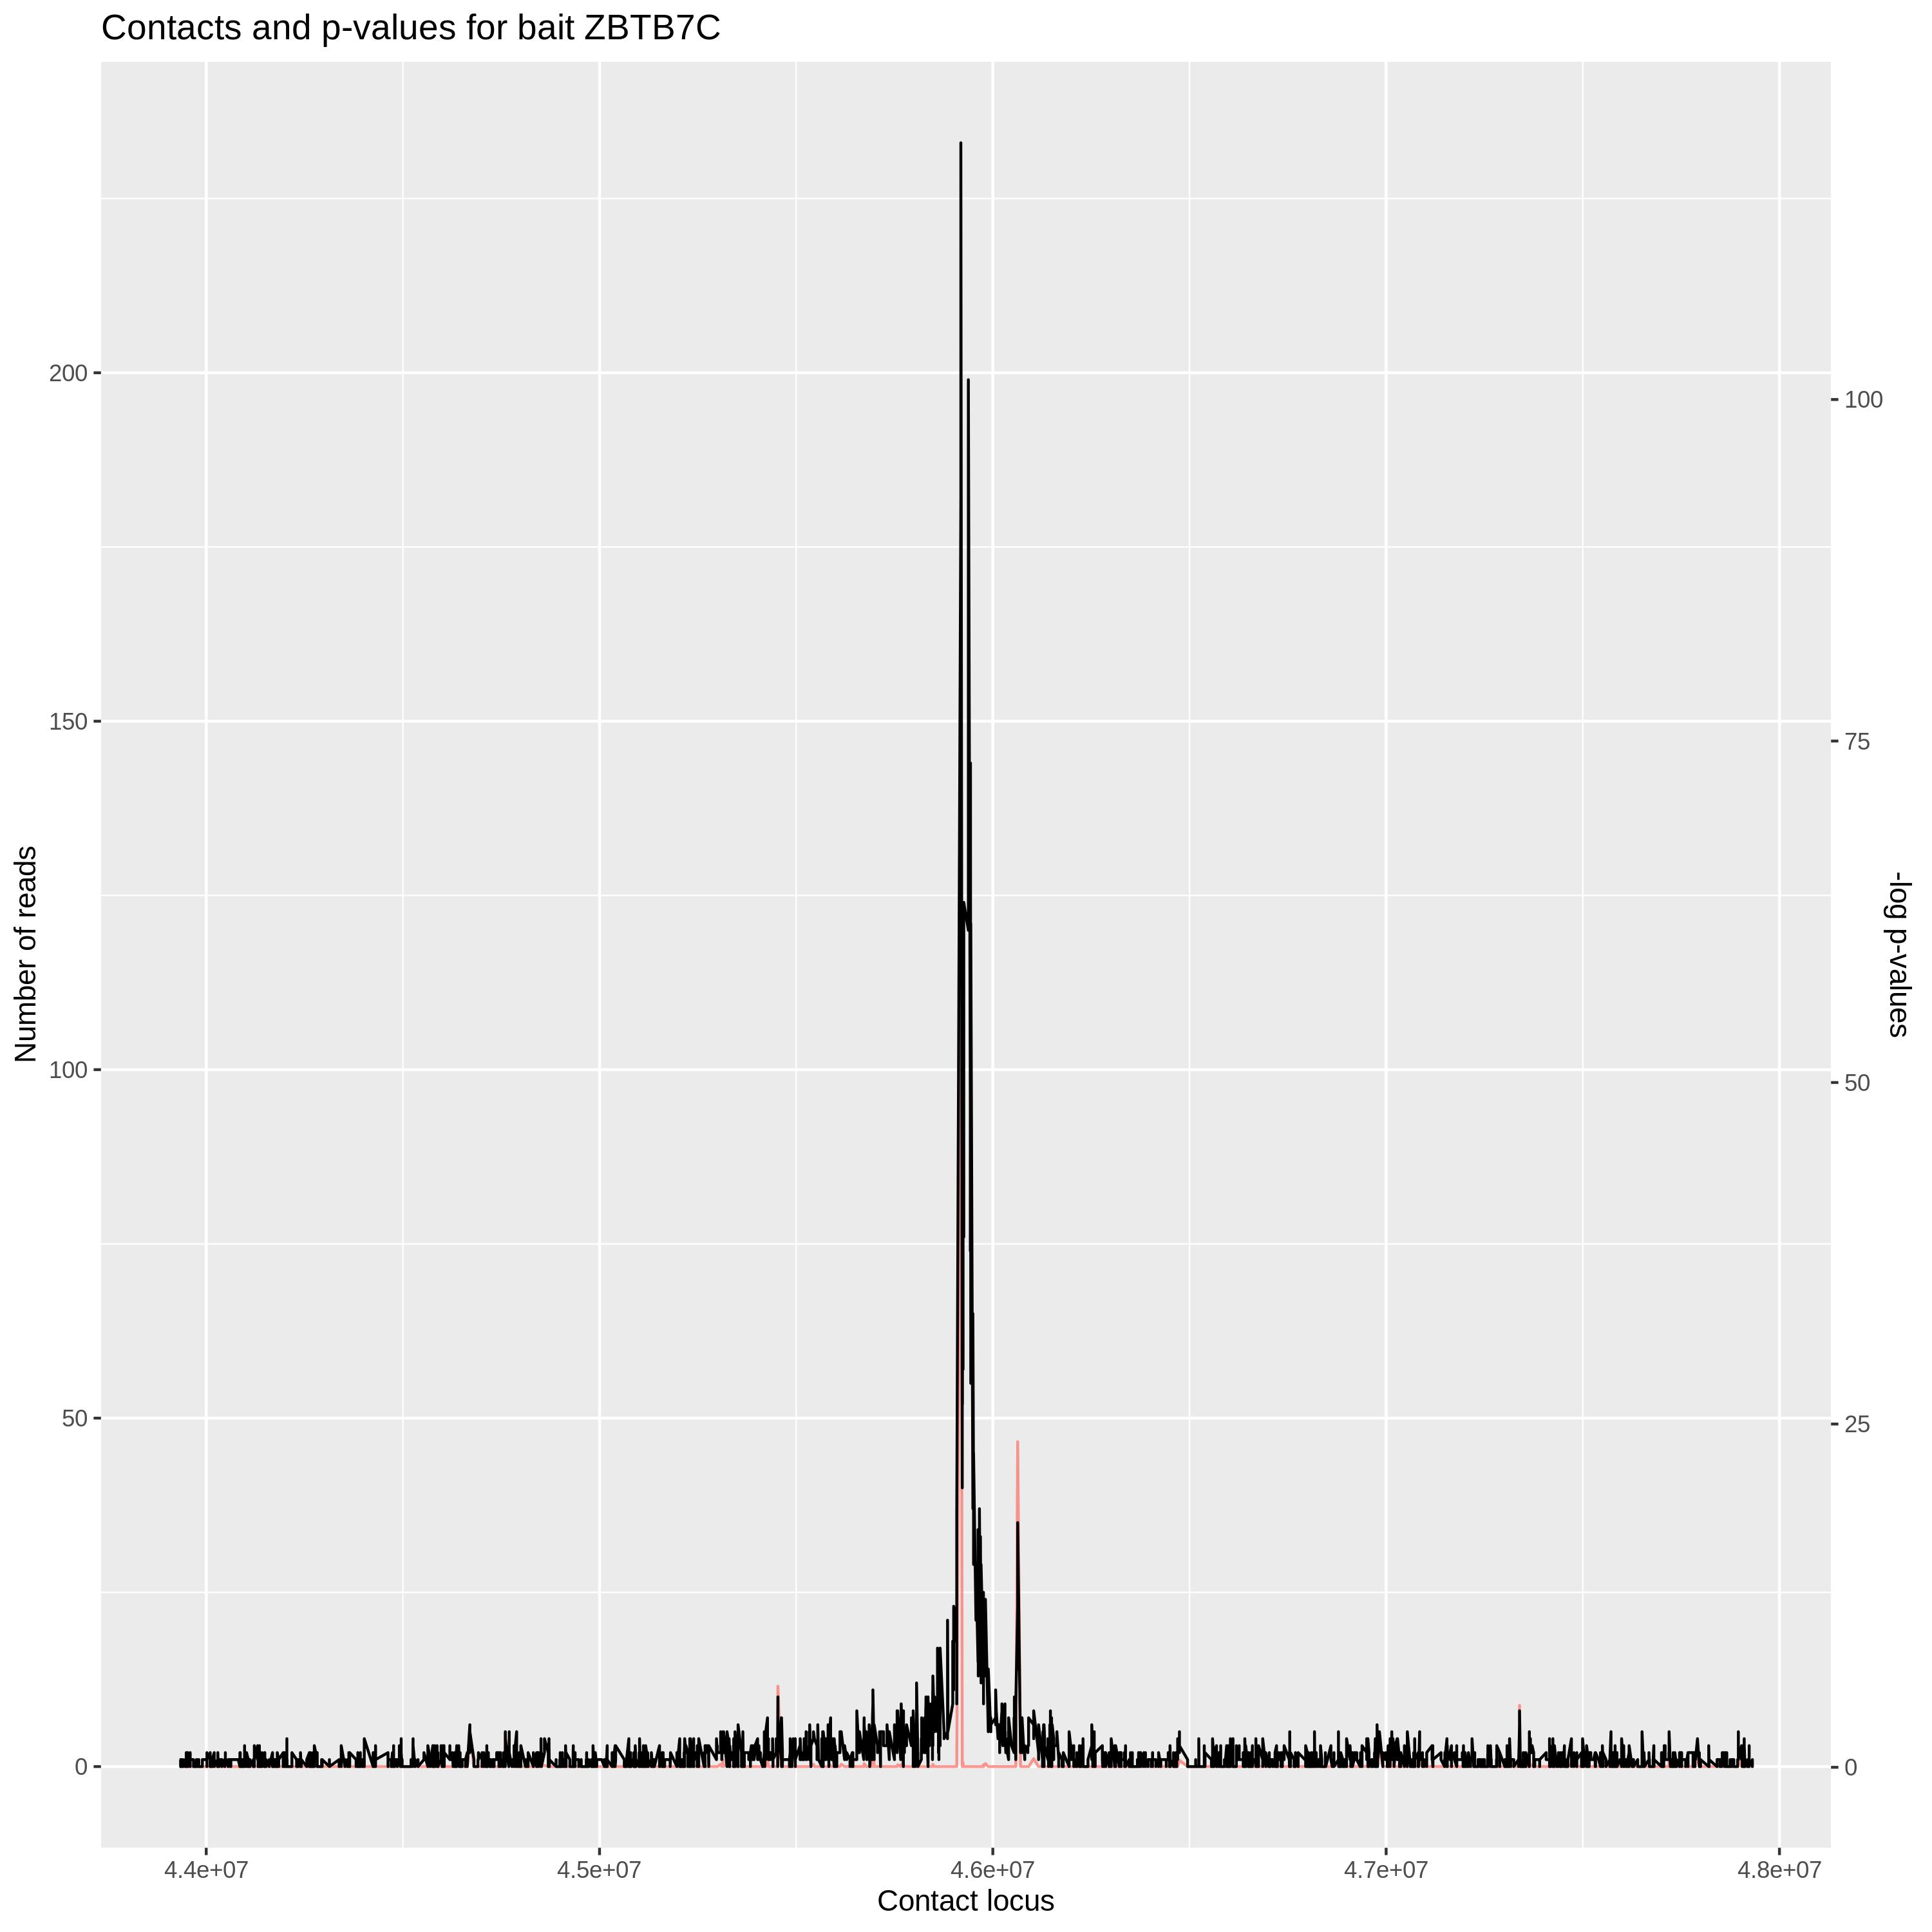 Contacts and p-values for bait ZBTB7C
Number of reads
200
150
100
50
0
100
75
50
25
0
-log p-values
4.4e+07
4.5e+07
4.6e+07
4.7e+07
4.8e+07
Contact locus